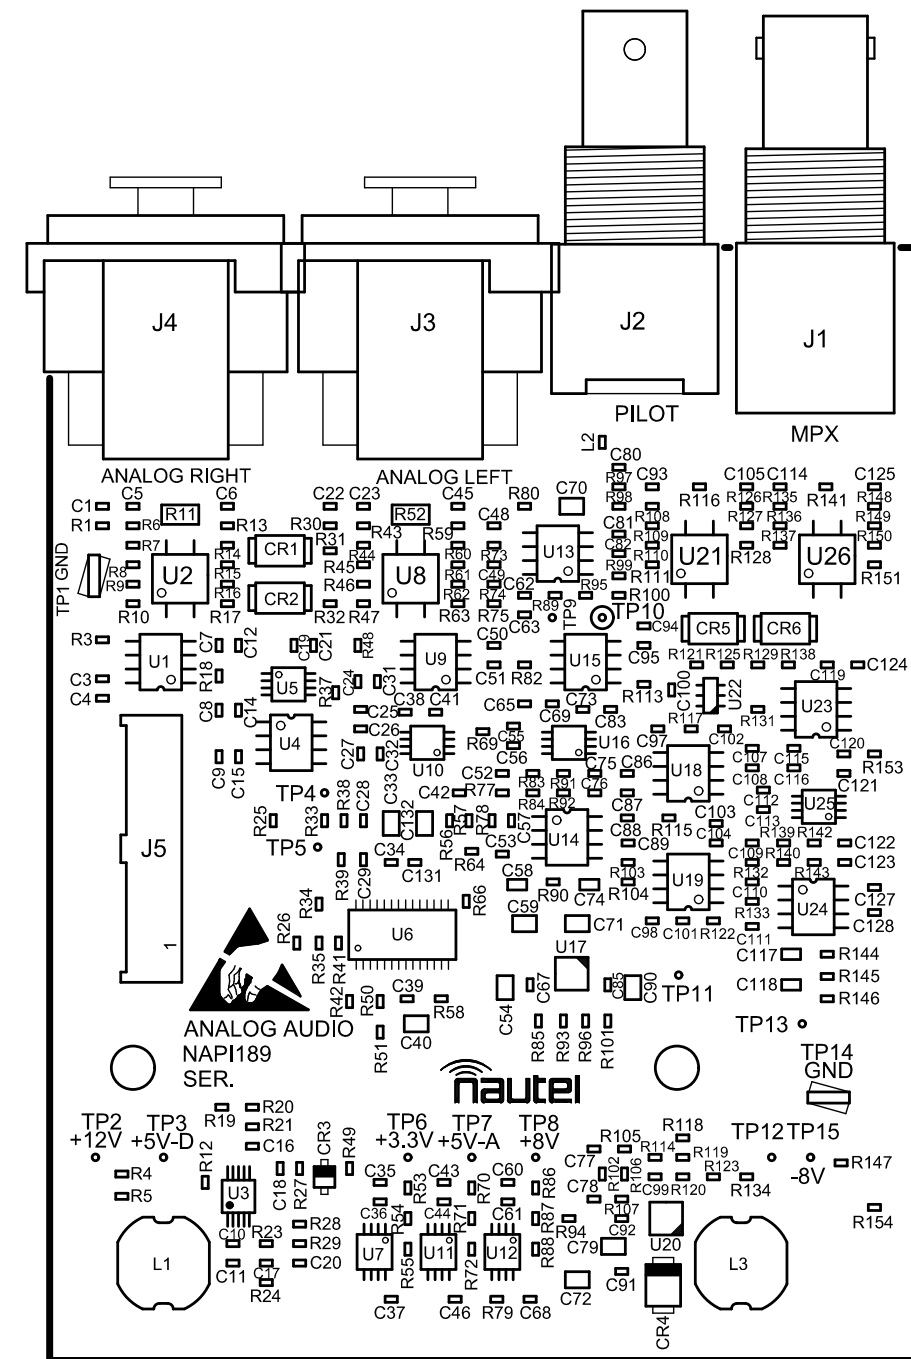 J4
J3
J2
J1
PILOT
MPX
ANALOG RIGHT
ANALOG LEFT
L2
C80
R97
C93
C105
C114
C125
C1
C5
C6
C22
C23
C45
R80
C70
R98
R116
R126
R135
R141
R148
R1
R6
R11
R13
R30
R43
R52
R59
C48
C81
R108
R127
R136
R149
R7
R14
CR1
R31
R44
R60
R73
U13
C82
R109
U21
R128
R137
U26
R150
TP1 GND
R8
R9
U2
R15
R45
R46
U8
R61
C49
R99
R110
R111
R151
R10
R16
R17
CR2
R32
R47
R62
R63
R74
R75
C62
C63
R89
TP9
R95
R100
TP10
R3
U1
C7
C12
C19
C21
R48
U9
C50
U15
C94
C95
CR5
CR6
C3
C4
R18
C8
C14
U5
R37
C24
C31
C51
R82
R113
C100
R121
R125
R129
R138
C119
C124
U22
C25
C38
C41
C65
C69
C73
C83
R117
R131
U23
U4
C26
C27
C32
U10
R69
C55
C56
U16
C97
C102
C107
C115
C120
R153
C9
C15
C52
R83
R91
C75
C86
U18
C108
C116
TP4
R38
C28
C33
C132
C42
R77
R84
R92
C76
C87
C112
C121
U25
J5
R25
R33
R56
R57
R78
C57
U14
C88
R115
C103
C104
C113
R139
R142
C122
TP5
R39
C29
C34
C131
R64
C53
C89
C109
R140
C123
C58
R90
C74
R103
R104
U19
R132
C110
R143
R34
R66
C59
C71
R133
U24
C127
R26
U6
C98
C101
R122
C111
C128
1
R35
R41
U17
C117
R144
R42
R50
C39
R58
C54
C67
C85
C90
TP11
C118
R145
R146
ANALOG AUDIO
NAPI189
SER.
R51
C40
R85
R93
R96
R101
TP13
nautel
TP14
GND
R19
R20
R21
C16
TP2
+12V
TP3
+5V-D
R12
CR3
R49
TP6
+3.3V
TP7
+5V-A
TP8
+8V
R105
R118
C77
R114
R119
TP12
TP15
-8V
R147
R4
R5
U3
C18
R27
C35
R53
C43
R70
C60
R86
C78
R102
R106
C99
R120
R123
R134
C10
R23
R28
C36
R54
C44
R71
C61
R87
R94
R107
C92
R154
L1
R29
U7
U11
U12
U20
L3
C11
C17
C20
R55
R72
R88
C79
R24
C72
C91
C37
C46
R79
C68
CR4